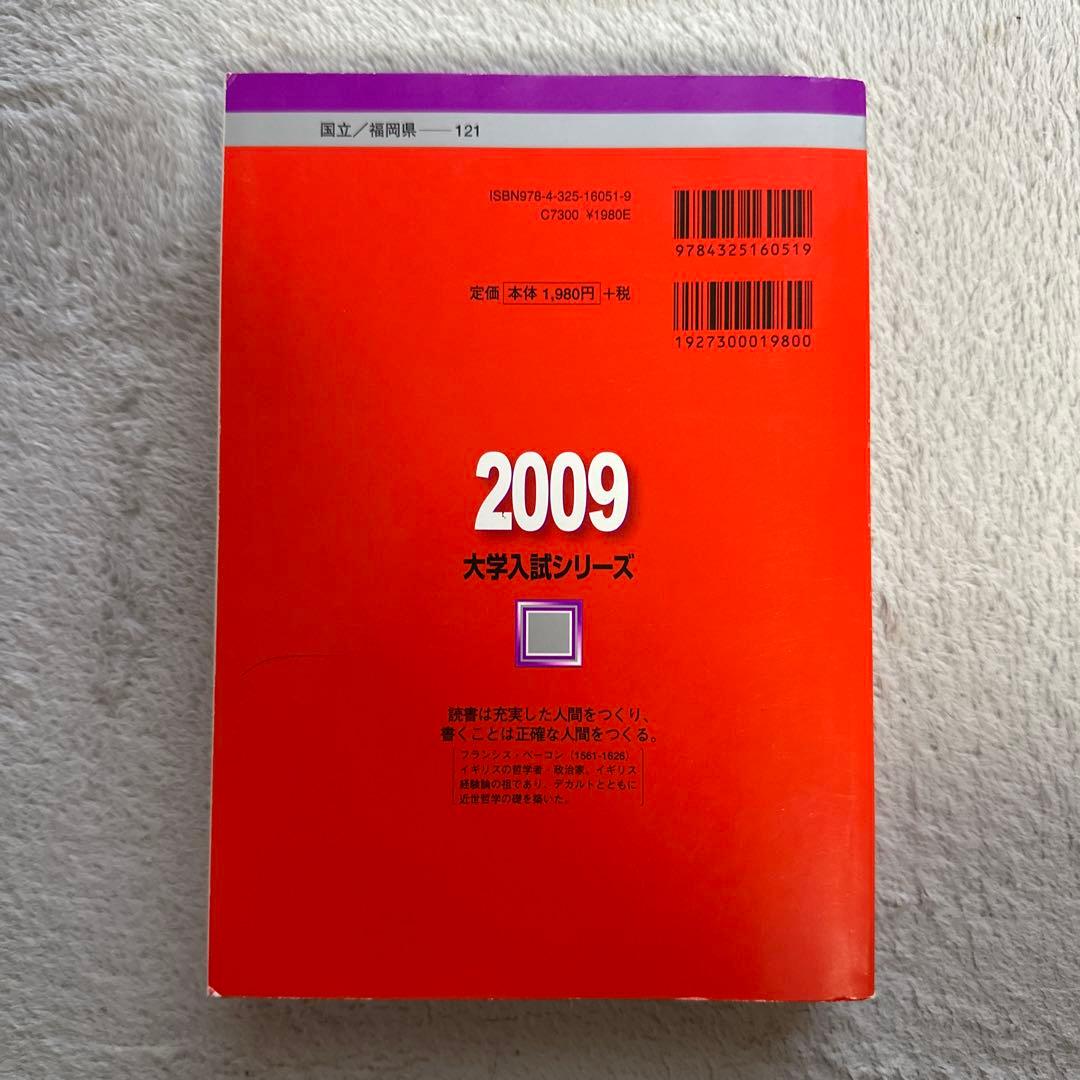 国立／福岡県――121
ISBN978-4-325-16051-9
C7300 ¥1980E
9784325160519
定価 本体 1,980円 +税
1927300019800
2009
大学入試シリーズ
読書は充実した人間をつくり、
書くことは正確な人間をつくる。
フランシス・ベーコン（1561-1626）
イギリスの哲学者・政治家。イギリス
経験論の祖であり、デカルトとともに
近世哲学の礎を築いた。